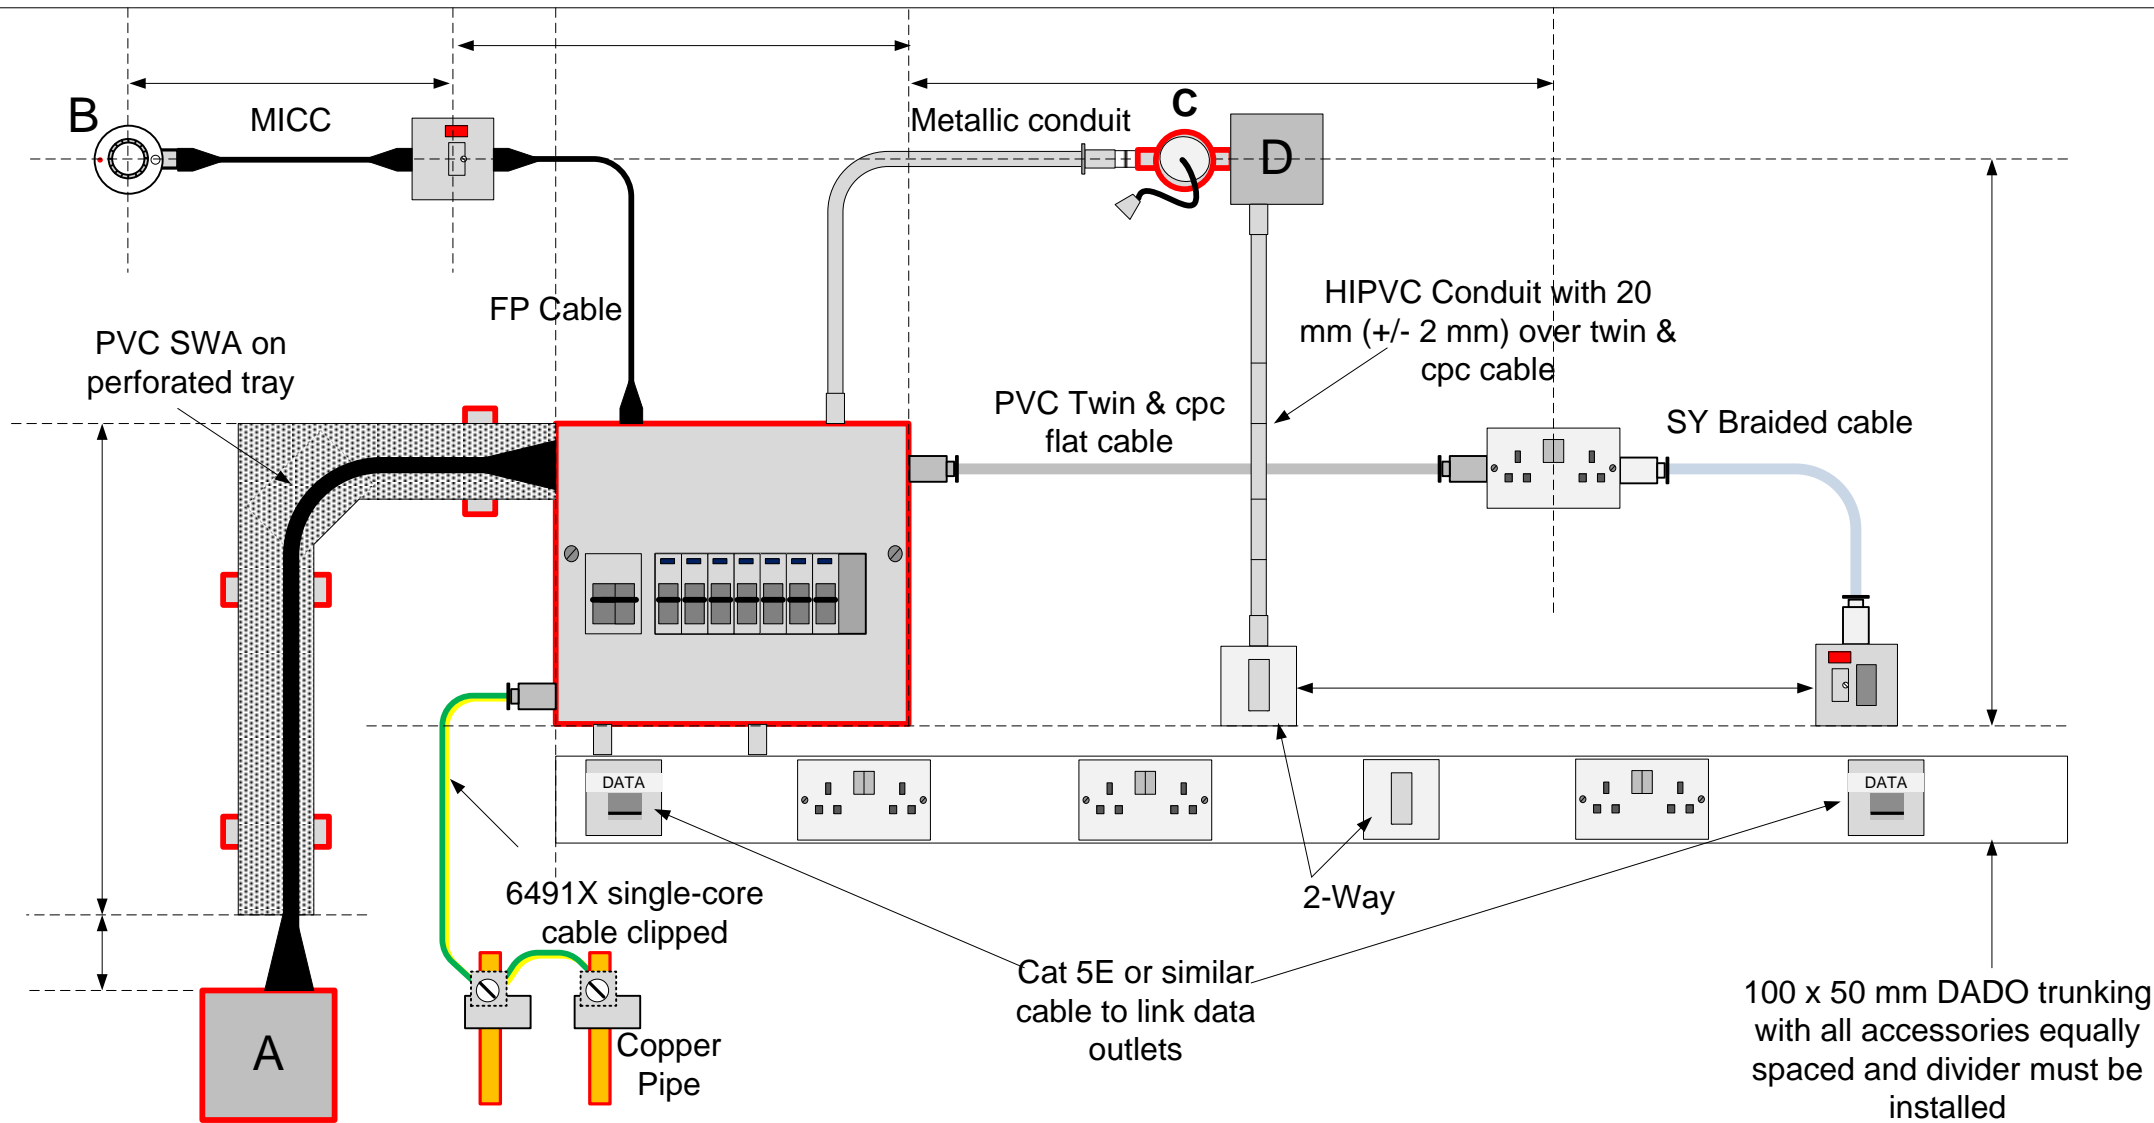 B
MICC
Metallic conduit
C
D
FP Cable
HIPVC Conduit with 20
mm (+/- 2 mm) over twin &
cpc cable
PVC SWA on
perforated tray
PVC Twin & cpc
flat cable
SY Braided cable
DATA
DATA
6491X single-core
cable clipped
2-Way
Cat 5E or similar
cable to link data
outlets
100 x 50 mm DADO trunking
with all accessories equally
spaced and divider must be
installed
A
Copper
Pipe